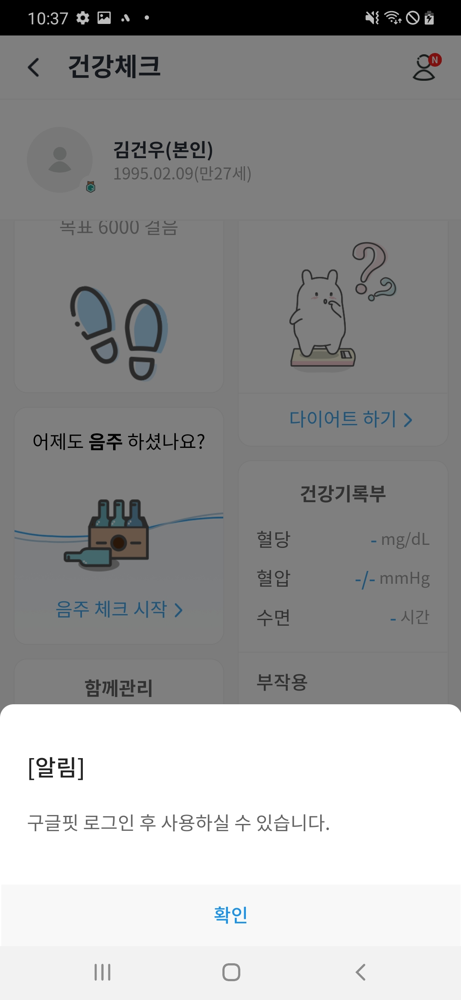 10:37
건강체크
N
김건우(본인)
1995.02.09(만27세)
목표 6000 걸음
다이어트 하기
어제도 음주 하셨나요?
음주 체크 시작
건강기록부
혈당 - mg/dL
혈압 -/- mmHg
수면 - 시간
부작용
함께관리
[알림]
구글핏 로그인 후 사용하실 수 있습니다.
확인